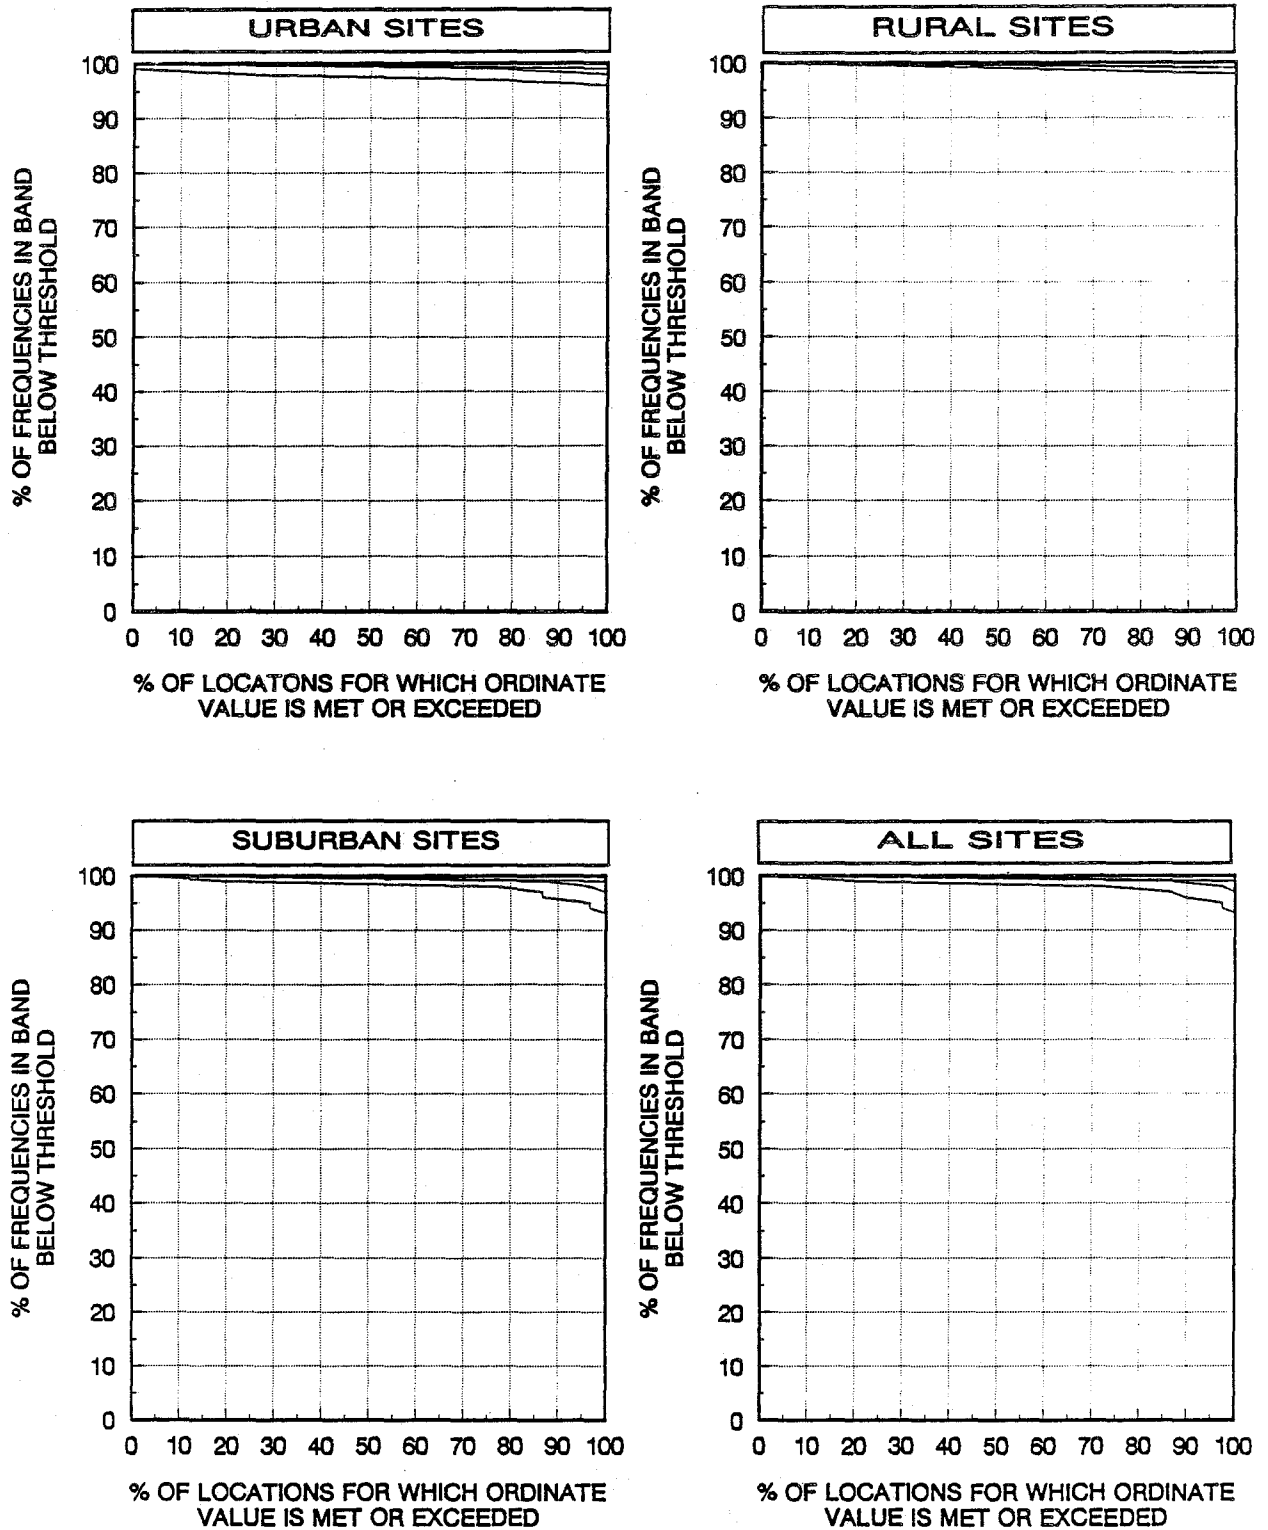 URBAN SITES
100
90
80
70
60
50
40
30
20
10
0
0 10 20 30 40 50 60 70 80 90 100
% OF FREQUENCIES IN BAND
BELOW THRESHOLD
% OF LOCATONS FOR WHICH ORDINATE
VALUE IS MET OR EXCEEDED
RURAL SITES
100
90
80
70
60
50
40
30
20
10
0
0 10 20 30 40 50 60 70 80 90 100
% OF FREQUENCIES IN BAND
BELOW THRESHOLD
% OF LOCATIONS FOR WHICH ORDINATE
VALUE IS MET OR EXCEEDED
SUBURBAN SITES
100
90
80
70
60
50
40
30
20
10
0
0 10 20 30 40 50 60 70 80 90 100
% OF FREQUENCIES IN BAND
BELOW THRESHOLD
% OF LOCATIONS FOR WHICH ORDINATE
VALUE IS MET OR EXCEEDED
ALL SITES
100
90
80
70
60
50
40
30
20
10
0
0 10 20 30 40 50 60 70 80 90 100
% OF FREQUENCIES IN BAND
BELOW THRESHOLD
% OF LOCATIONS FOR WHICH ORDINATE
VALUE IS MET OR EXCEEDED